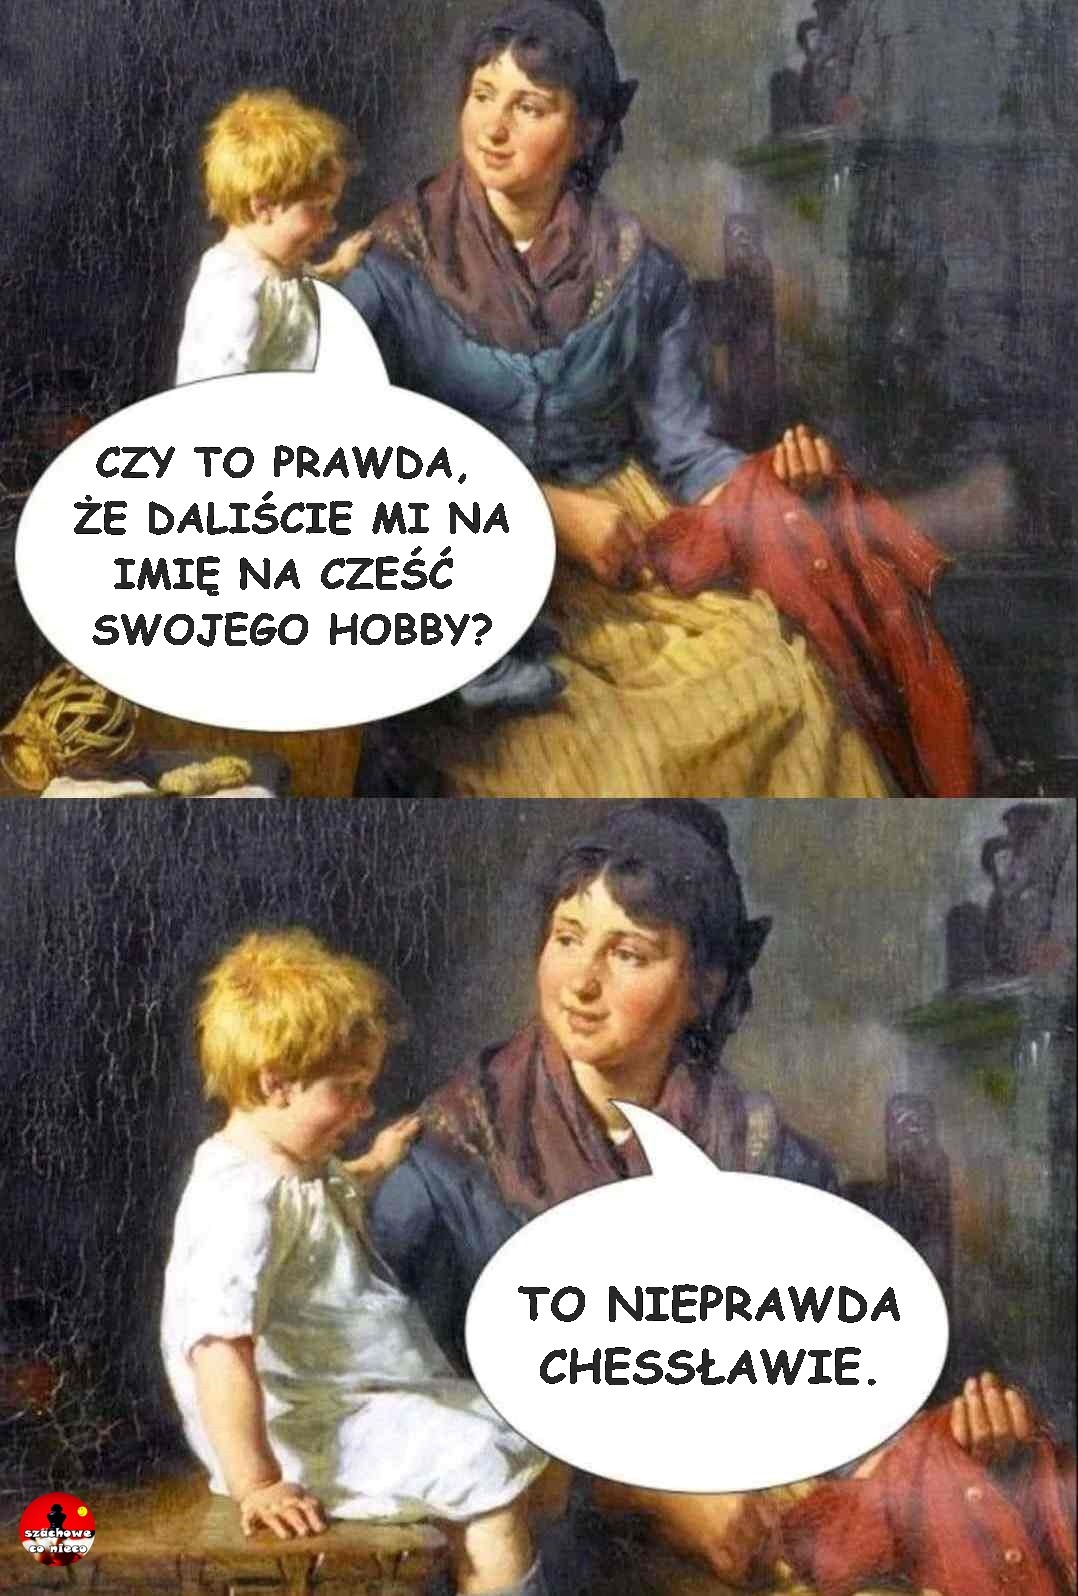 CZY TO PRAWDA,
ŻE DALIŚCIE MI NA
IMIĘ NA CZEŚĆ
SWOJEGO HOBBY?
TO NIEPRAWDA
CHESSŁAWIE.
szachowe
co nieco